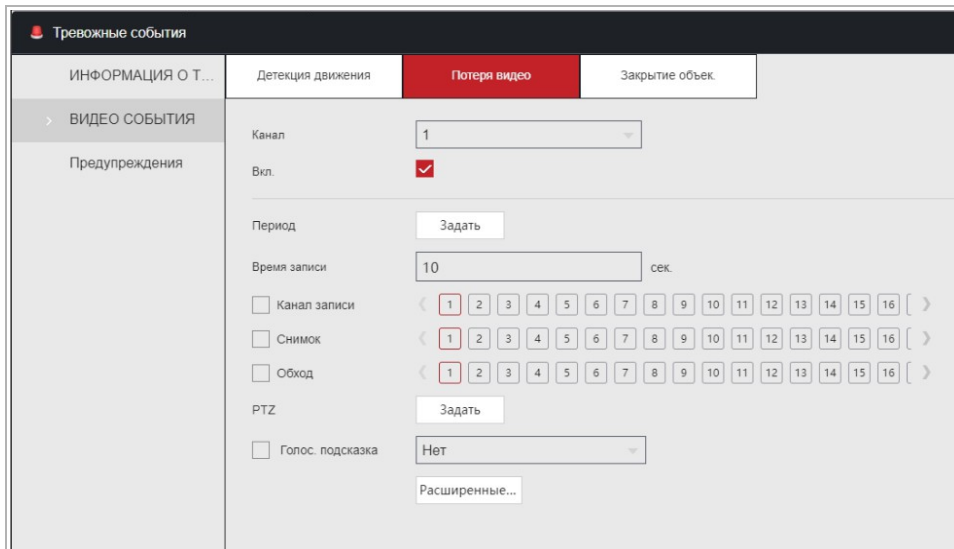 Тревожные события
ИНФОРМАЦИЯ О Т...
ВИДЕО СОБЫТИЯ
Предупреждения
Детекция движения Потеря видео Закрытие объек.
Канал 1
Вкл.
Период Задать
Время записи 10 сек.
Канал записи 1 2 3 4 5 6 7 8 9 10 11 12 13 14 15 16
Снимок 1 2 3 4 5 6 7 8 9 10 11 12 13 14 15 16
Обход 1 2 3 4 5 6 7 8 9 10 11 12 13 14 15 16
PTZ Задать
Голос. подсказка Нет
Расширенные...